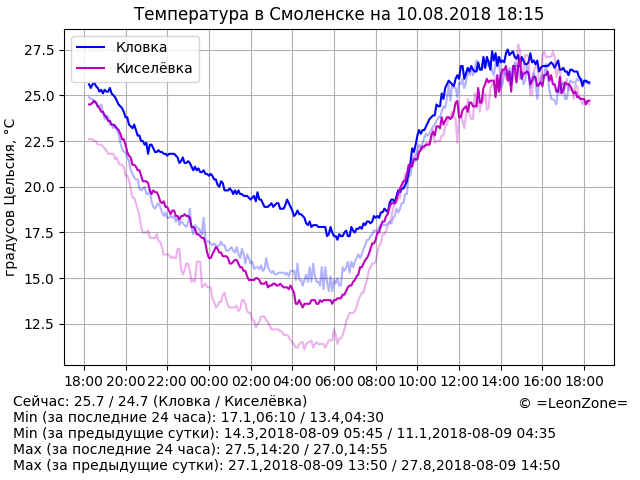 Температура в Смоленске на 10.08.2018 18:15
градусов Цельсия, °C
27.5
25.0
22.5
20.0
17.5
15.0
12.5
Кловка
Киселёвка
18:00 20:00 22:00 00:00 02:00 04:00 06:00 08:00 10:00 12:00 14:00 16:00 18:00
Сейчас: 25.7 / 24.7 (Кловка / Киселёвка)
© =LeonZone=
Min (за последние 24 часа): 17.1,06:10 / 13.4,04:30
Min (за предыдущие сутки): 14.3,2018-08-09 05:45 / 11.1,2018-08-09 04:35
Max (за последние 24 часа): 27.5,14:20 / 27.0,14:55
Max (за предыдущие сутки): 27.1,2018-08-09 13:50 / 27.8,2018-08-09 14:50